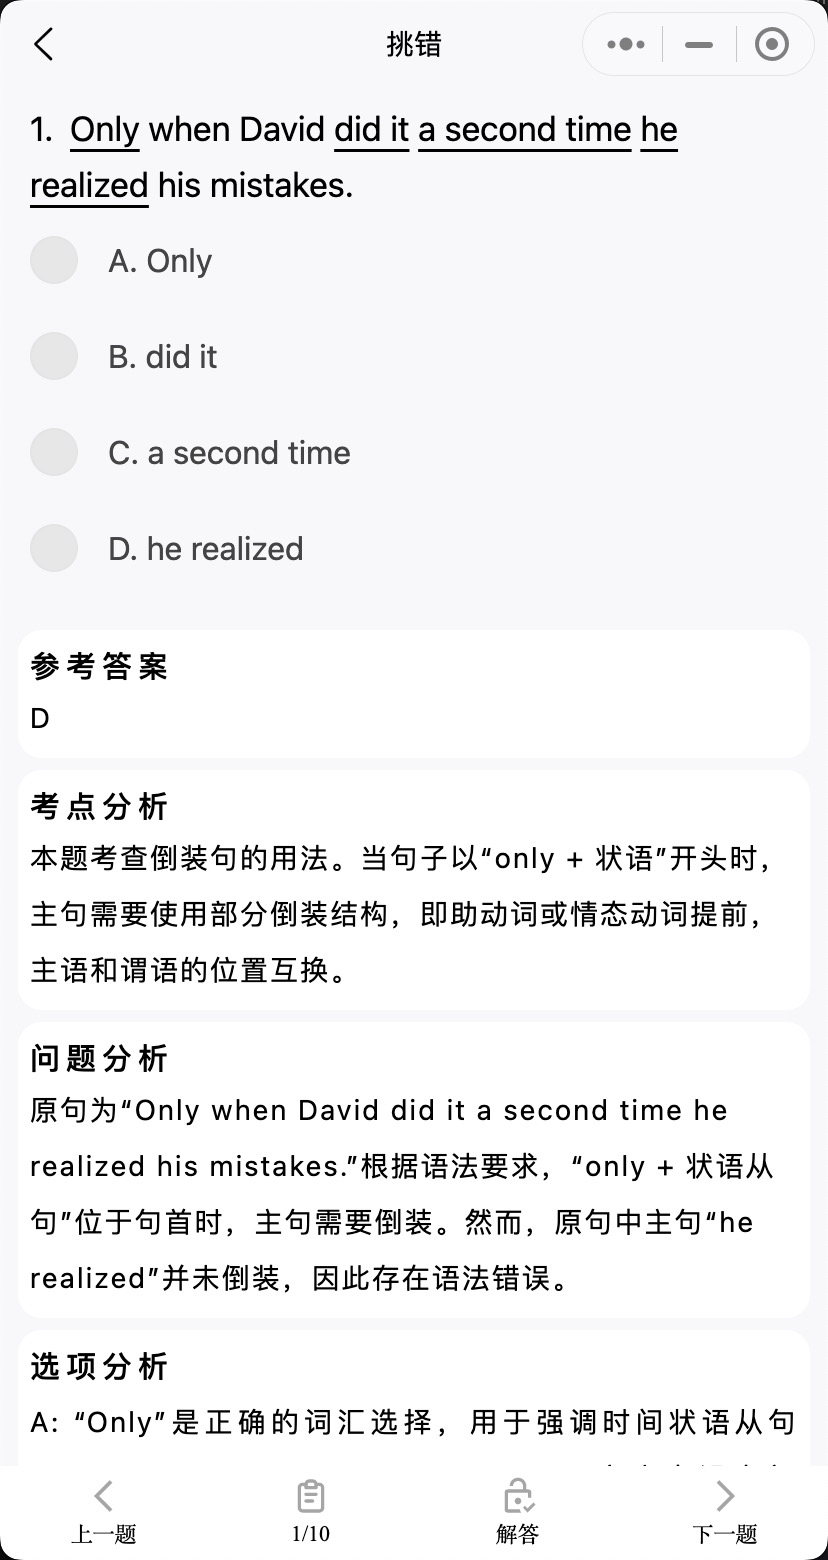 挑错
1. Only when David did it a second time he
realized his mistakes.
A. Only
B. did it
C. a second time
D. he realized
参考答案
D
考点分析
本题考查倒装句的用法。当句子以“only + 状语”开头时，
主句需要使用部分倒装结构，即助动词或情态动词提前，
主语和谓语的位置互换。
问题分析
原句为“Only when David did it a second time he
realized his mistakes.”根据语法要求，“only + 状语从
句”位于句首时，主句需要倒装。然而，原句中主句“he
realized”并未倒装，因此存在语法错误。
选项分析
A: “Only”是正确的词汇选择，用于强调时间状语从句
上一题
1/10
解答
下一题